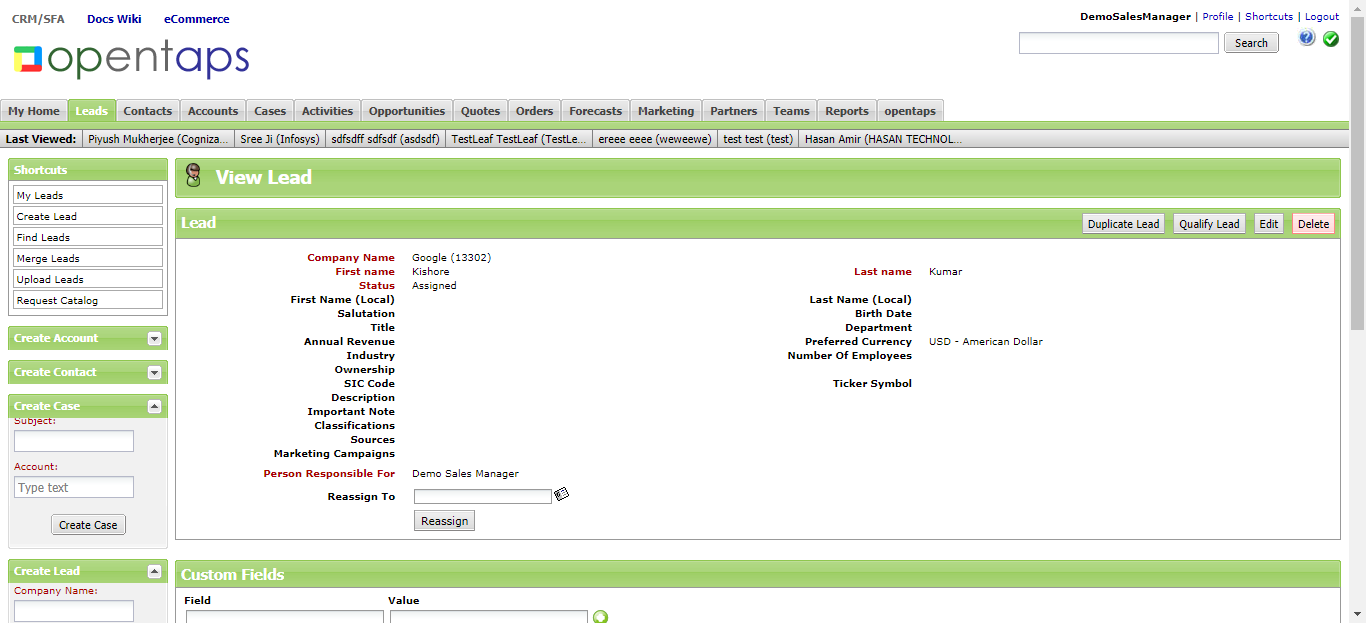 CRM/SFA Docs Wiki eCommerce
DemoSalesManager | Profile | Shortcuts | Logout
opentaps
Search
My Home Leads Contacts Accounts Cases Activities Opportunities Quotes Orders Forecasts Marketing Partners Teams Reports opentaps
Last Viewed: Piyush Mukherjee (Cogniza... Sree Ji (Infosys) sdfsdff sdfsdf (asdsdf) TestLeaf TestLeaf (TestLe... ereee eeee (weweewe) test test (test) Hasan Amir (HASAN TECHNOL...
Shortcuts
My Leads
Create Lead
Find Leads
Merge Leads
Upload Leads
Request Catalog
Create Account
Create Contact
Create Case
Subject:
Account:
Type text
Create Case
Create Lead
Company Name:
View Lead
Lead
Duplicate Lead Qualify Lead Edit Delete
Company Name Google (13302)
First name Kishore Last name Kumar
Status Assigned
First Name (Local) Last Name (Local)
Salutation Birth Date
Title Department
Annual Revenue Preferred Currency USD - American Dollar
Industry Number Of Employees
Ownership
SIC Code Ticker Symbol
Description
Important Note
Classifications
Sources
Marketing Campaigns
Person Responsible For Demo Sales Manager
Reassign To
Reassign
Custom Fields
Field Value